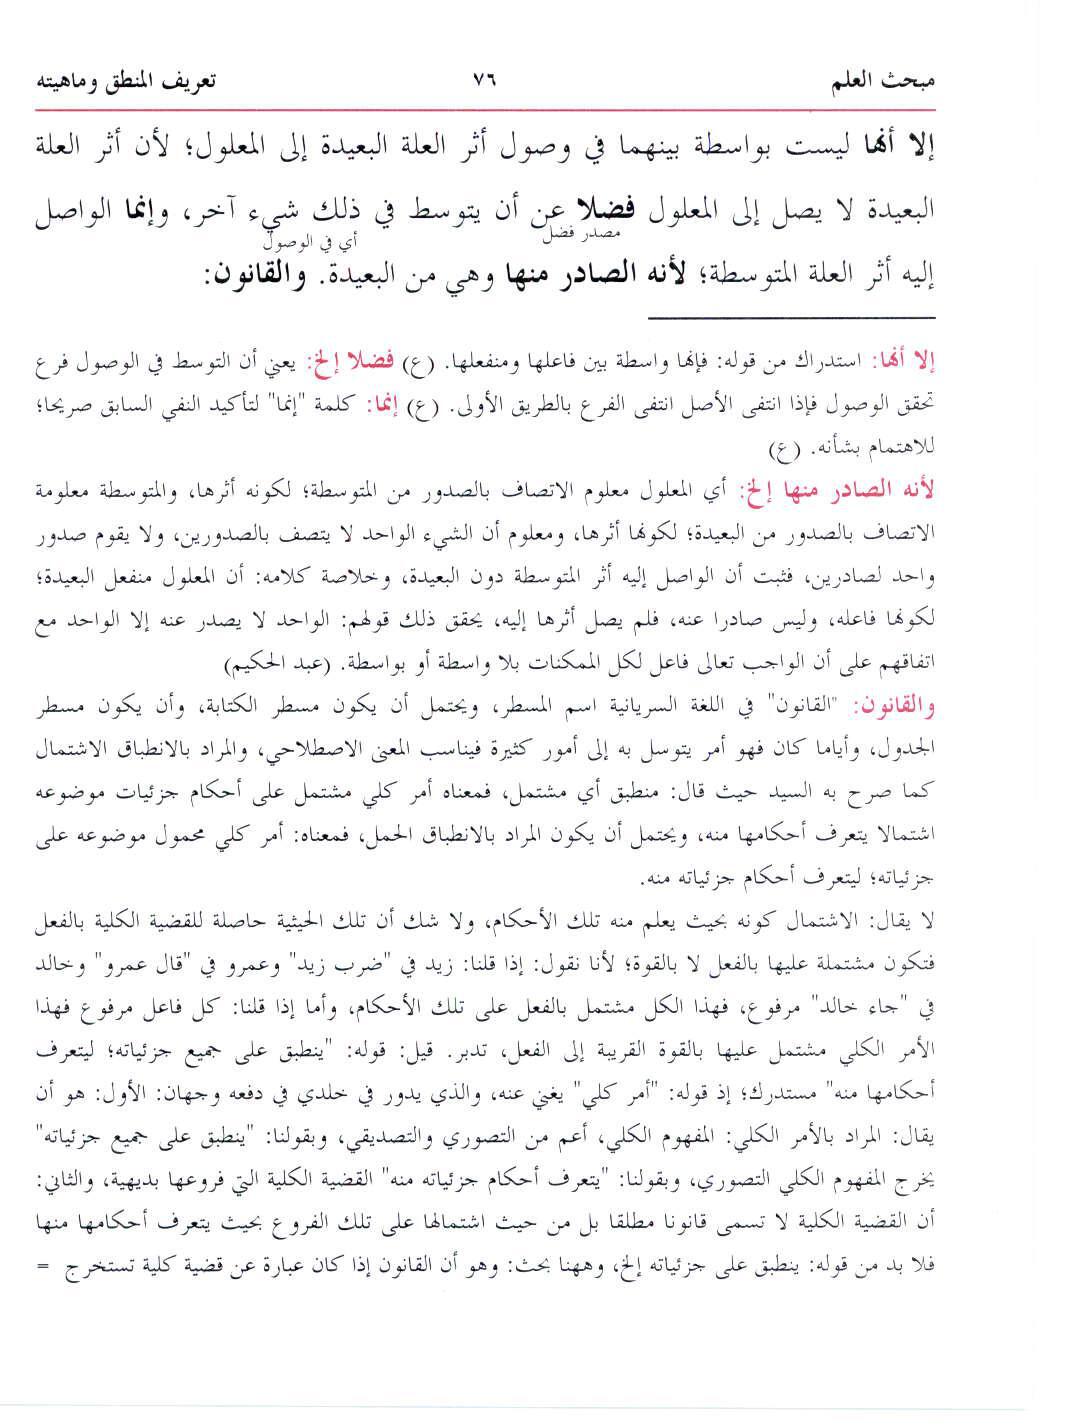 مبحث العلم ٧٦ تعريف المنطق وماهيته
إلا أنها ليست بواسطة بينهما في وصول أثر العلة البعيدة إلى المعلول؛ لأن أثر العلة
البعيدة لا يصل إلى المعلول فضلا عن أن يتوسط في ذلك شيء آخر، وإنما الواصل
مصدر فضل أي في الوصول
إليه أثر العلة المتوسطة؛ لأنه الصادر منها وهي من البعيدة. والقانون:
إلا أنها: استدراك من قوله: فإنها واسطة بين فاعلها ومنفعلها. (ع) فضلا إلخ: يعني أن التوسط في الوصول فرع
تحقق الوصول فإذا انتفى الأصل انتفى الفرع بالطريق الأولى. (ع) إنما: كلمة "إنما" لتأكيد النفي السابق صريحا؛
للاهتمام بشأنه. (ع)
لأنه الصادر منها إلخ: أي المعلول معلوم الاتصاف بالصدور من المتوسطة؛ لكونه أثرها، والمتوسطة معلومة
الاتصاف بالصدور من البعيدة؛ لكونها أثرها، ومعلوم أن الشيء الواحد لا يتصف بالصدورين، ولا يقوم صدور
واحد لصادرين، فثبت أن الواصل إليه أثر المتوسطة دون البعيدة، وخلاصة كلامه: أن المعلول منفعل البعيدة؛
لكونها فاعله، وليس صادرا عنه، فلم يصل أثرها إليه، يحقق ذلك قولهم: الواحد لا يصدر عنه إلا الواحد مع
اتفاقهم على أن الواجب تعالى فاعل لكل الممكنات بلا واسطة أو بواسطة. (عبد الحكيم)
والقانون: "القانون" في اللغة السريانية اسم المسطر، ويحتمل أن يكون مسطر الكتابة، وأن يكون مسطر
الجدول، وأياما كان فهو أمر يتوسل به إلى أمور كثيرة فيناسب المعنى الاصطلاحي، والمراد بالانطباق الاشتمال
كما صرح به السيد حيث قال: منطبق أي مشتمل، فمعناه أمر كلي مشتمل على أحكام جزئيات موضوعه
اشتمالا يتعرف أحكامها منه، ويحتمل أن يكون المراد بالانطباق الحمل، فمعناه: أمر كلي محمول موضوعه على
جزئياته؛ ليتعرف أحكام جزئياته منه.
لا يقال: الاشتمال كونه بحيث يعلم منه تلك الأحكام، ولا شك أن تلك الحيثية حاصلة للقضية الكلية بالفعل
فتكون مشتملة عليها بالفعل لا بالقوة؛ لأنا نقول: إذا قلنا: زيد في "ضرب زيد" وعمرو في "قال عمرو" وخالد
في "جاء خالد" مرفوع، فهذا الكل مشتمل بالفعل على تلك الأحكام، وأما إذا قلنا: كل فاعل مرفوع فهذا
الأمر الكلي مشتمل عليها بالقوة القريبة إلى الفعل، تدبر. قيل: قوله: "ينطبق على جميع جزئياته؛ ليتعرف
أحكامها منه" مستدرك؛ إذ قوله: "أمر كلي" يغني عنه، والذي يدور في خلدي في دفعه وجهان: الأول: هو أن
يقال: المراد بالأمر الكلي: المفهوم الكلي، أعم من التصوري والتصديقي، وبقولنا: "ينطبق على جميع جزئياته"
يخرج المفهوم الكلي التصوري، وبقولنا: "يتعرف أحكام جزئياته منه" القضية الكلية التي فروعها بديهية، والثاني:
أن القضية الكلية لا تسمى قانونا مطلقا بل من حيث اشتمالها على تلك الفروع بحيث يتعرف أحكامها منها
فلا بد من قوله: ينطبق على جزئياته إلخ، وههنا بحث: وهو أن القانون إذا كان عبارة عن قضية كلية تستخرج =